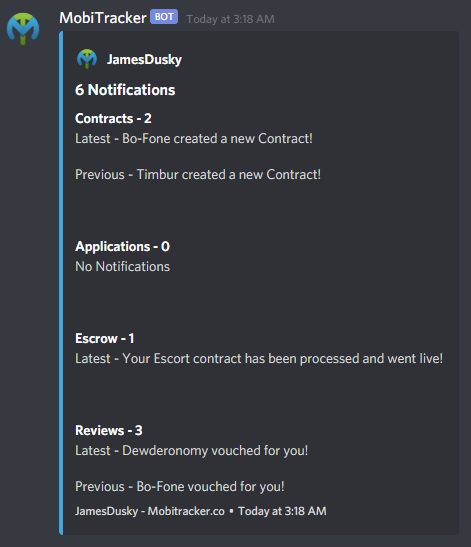 MobiTracker BOT Today at 3:18 AM
JamesDusky
6 Notifications
Contracts - 2
Latest - Bo-Fone created a new Contract!
Previous - Timbur created a new Contract!
Applications - 0
No Notifications
Escrow - 1
Latest - Your Escort contract has been processed and went live!
Reviews - 3
Latest - Dewderonomy vouched for you!
Previous - Bo-Fone vouched for you!
JamesDusky - Mobitracker.co • Today at 3:18 AM